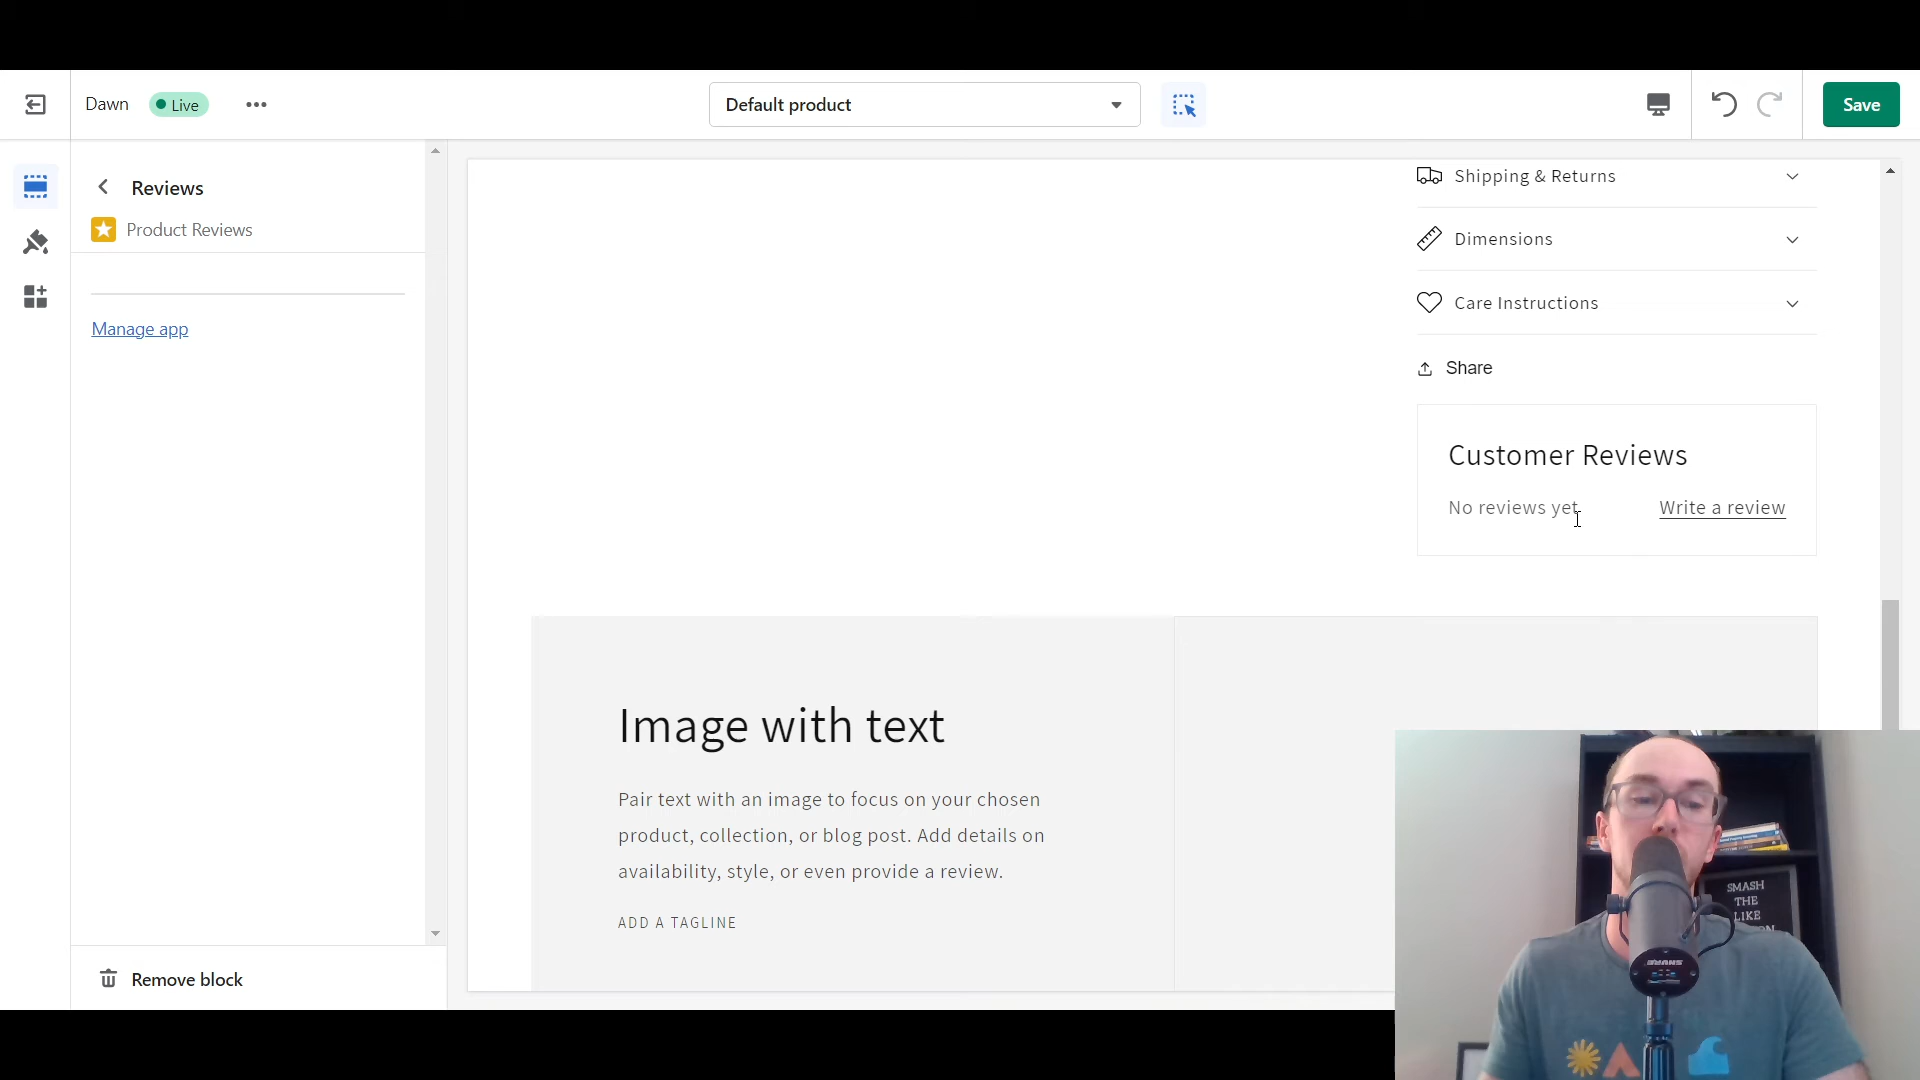 Dawn
Live
Default product
Save
Reviews
Product Reviews
Manage app
Remove block
Shipping & Returns
Dimensions
Care Instructions
Share
Customer Reviews
No reviews yet
Write a review
Image with text
Pair text with an image to focus on your chosen
product, collection, or blog post. Add details on
availability, style, or even provide a review.
ADD A TAGLINE
SMASH
THE
LIKE